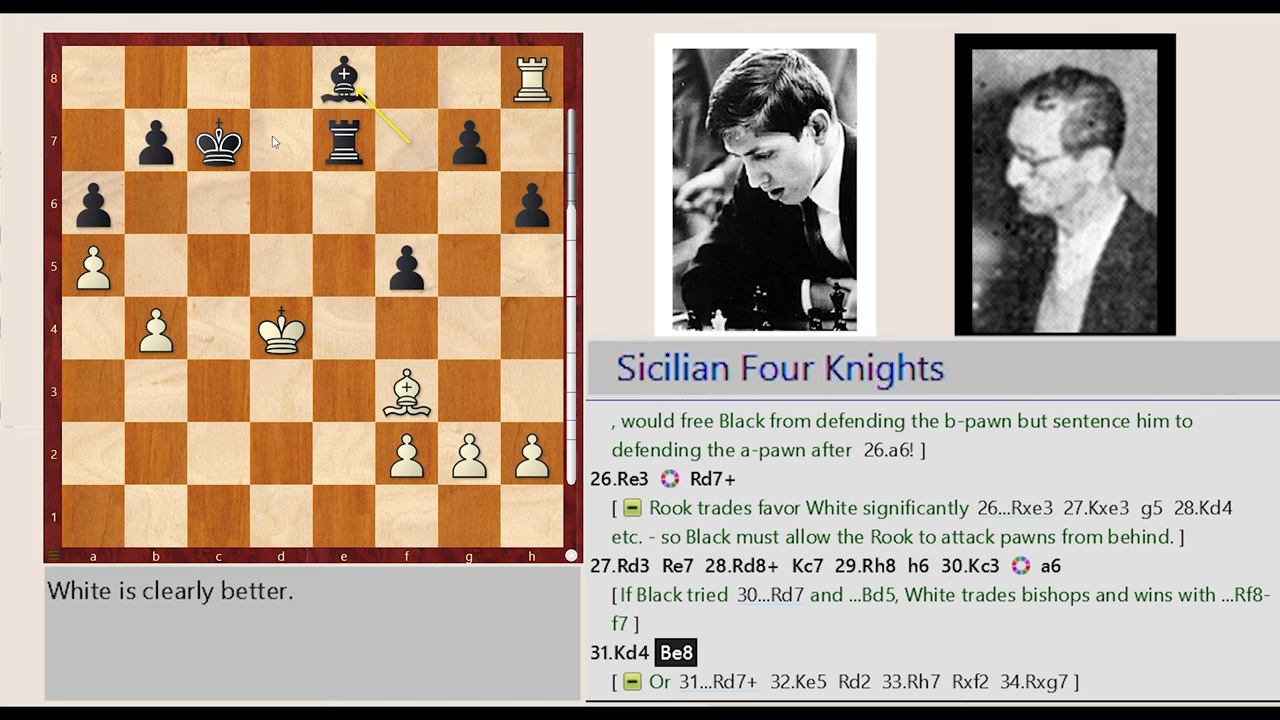 8
7
6
5
4
3
2
1
a b c d e f g h
White is clearly better.
Sicilian Four Knights
, would free Black from defending the b-pawn but sentence him to
defending the a-pawn after 26.a6! ]
26.Re3 Rd7+
[ Rook trades favor White significantly 26...Rxe3 27.Kxe3 g5 28.Kd4
etc. - so Black must allow the Rook to attack pawns from behind. ]
27.Rd3 Re7 28.Rd8+ Kc7 29.Rh8 h6 30.Kc3 a6
[ If Black tried 30...Rd7 and ...Bd5, White trades bishops and wins with ...Rf8-
f7 ]
31.Kd4 Be8
[ Or 31...Rd7+ 32.Ke5 Rd2 33.Rh7 Rxf2 34.Rxg7 ]